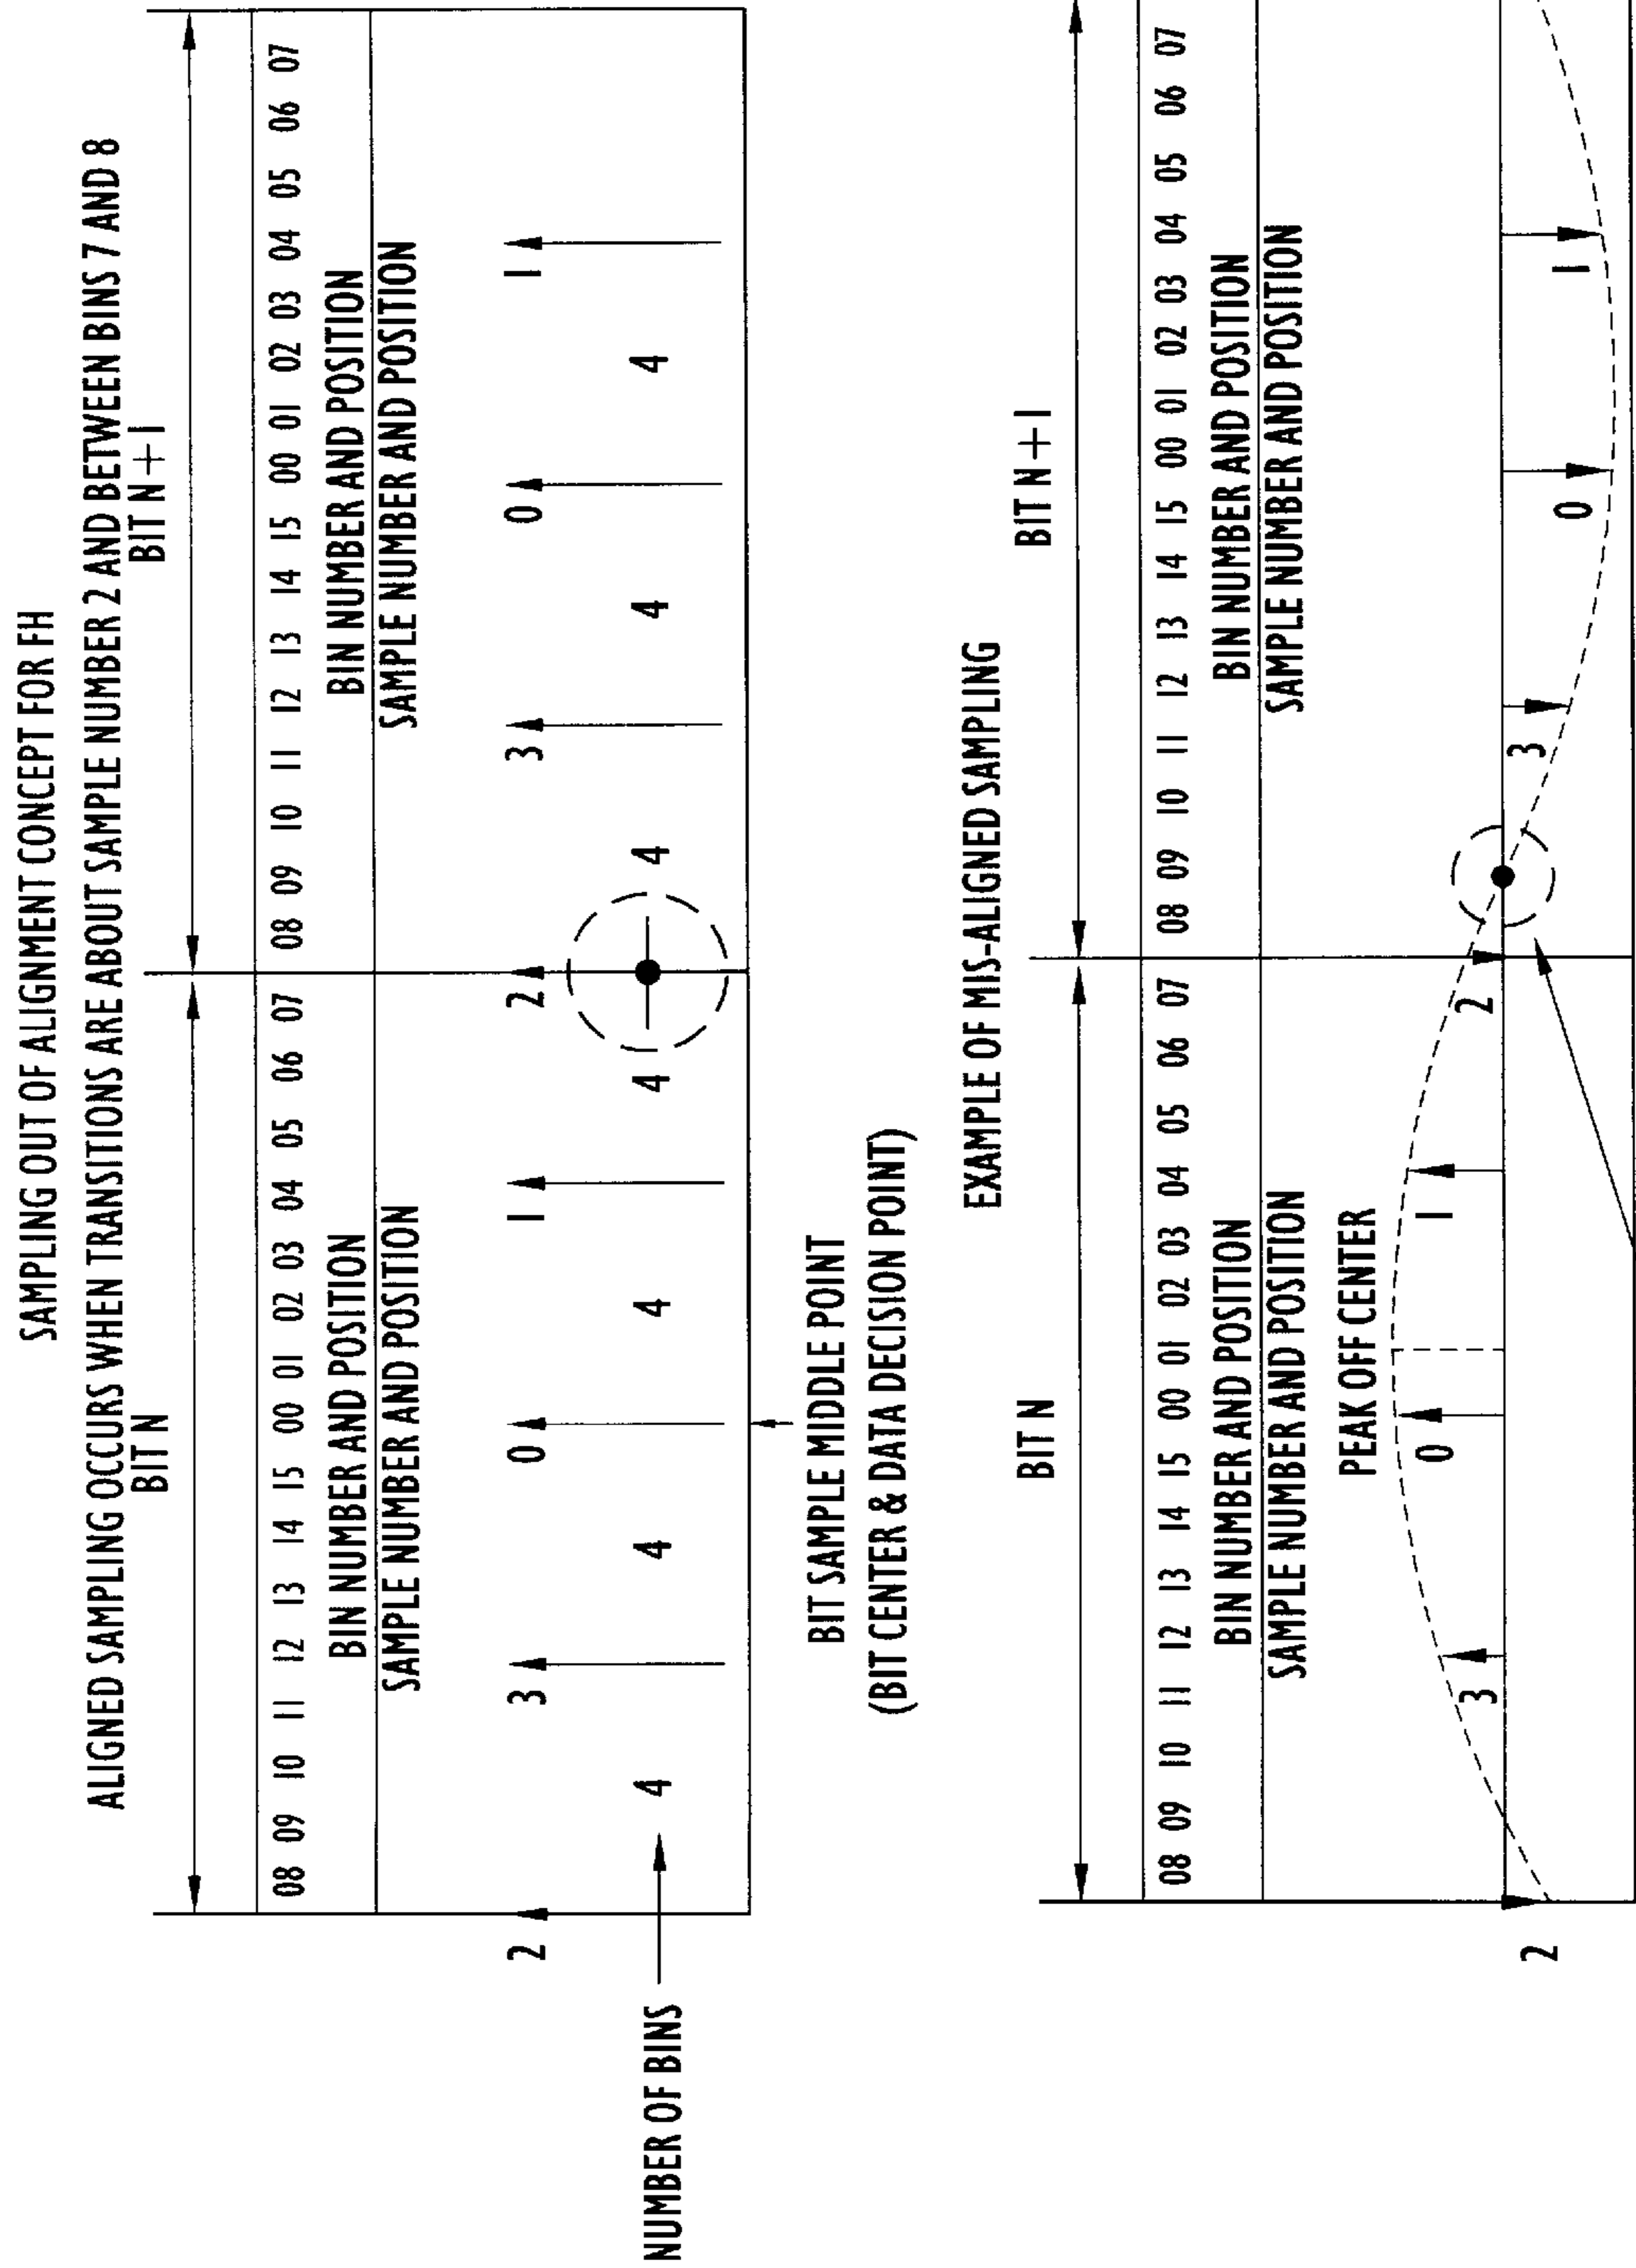 SAMPLING OUT OF ALIGNMENT CONCEPT FOR FH
ALIGNED SAMPLING OCCURS WHEN TRANSITIONS ARE ABOUT SAMPLE NUMBER 2 AND BETWEEN BINS 7 AND 8
BIT N BIT N+1
08 09 10 11 12 13 14 15 00 01 02 03 04 05 06 07 08 09 10 11 12 13 14 15 00 01 02 03 04 05 06 07
BIN NUMBER AND POSITION BIN NUMBER AND POSITION
SAMPLE NUMBER AND POSITION SAMPLE NUMBER AND POSITION
2 3 0 1 2 3 0 1
NUMBER OF BINS 4 4 4 4 4 4 4
BIT SAMPLE MIDDLE POINT
(BIT CENTER & DATA DECISION POINT)
EXAMPLE OF MIS-ALIGNED SAMPLING
BIT N BIT N+1
08 09 10 11 12 13 14 15 00 01 02 03 04 05 06 07 08 09 10 11 12 13 14 15 00 01 02 03 04 05 06 07
BIN NUMBER AND POSITION BIN NUMBER AND POSITION
SAMPLE NUMBER AND POSITION SAMPLE NUMBER AND POSITION
PEAK OFF CENTER
2 3 0 1 2 3 0 1